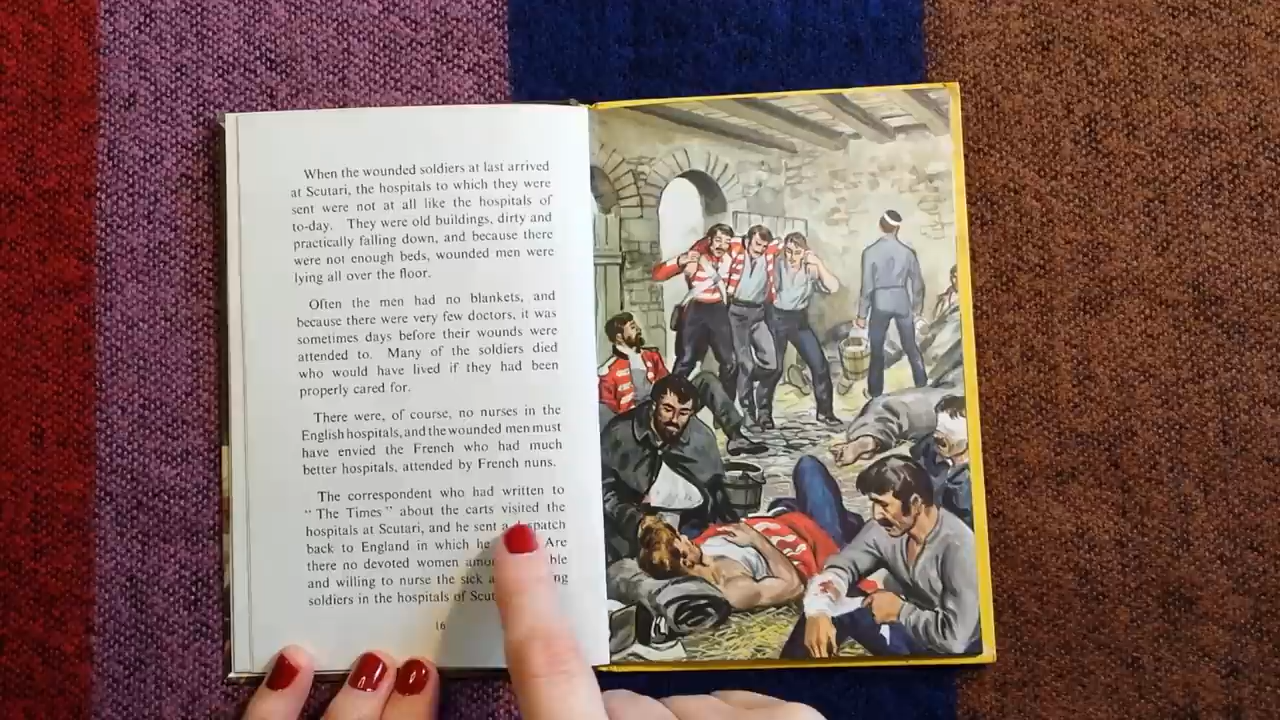 When the wounded soldiers at last arrived
at Scutari, the hospitals to which they were
sent were not at all like the hospitals of
to-day. They were old buildings, dirty and
practically falling down, and because there
were not enough beds, wounded men were
lying all over the floor.
Often the men had no blankets, and
because there were very few doctors, it was
sometimes days before their wounds were
attended to. Many of the soldiers died
who would have lived if they had been
properly cared for.
There were, of course, no nurses in the
English hospitals, and the wounded men must
have envied the French who had much
better hospitals, attended by French nuns.
The correspondent who had written to
" The Times " about the carts visited the
hospitals at Scutari, and he sent a
back to England in which he Are
there no devoted women
and willing to nurse the sick
soldiers in the hospitals of
16